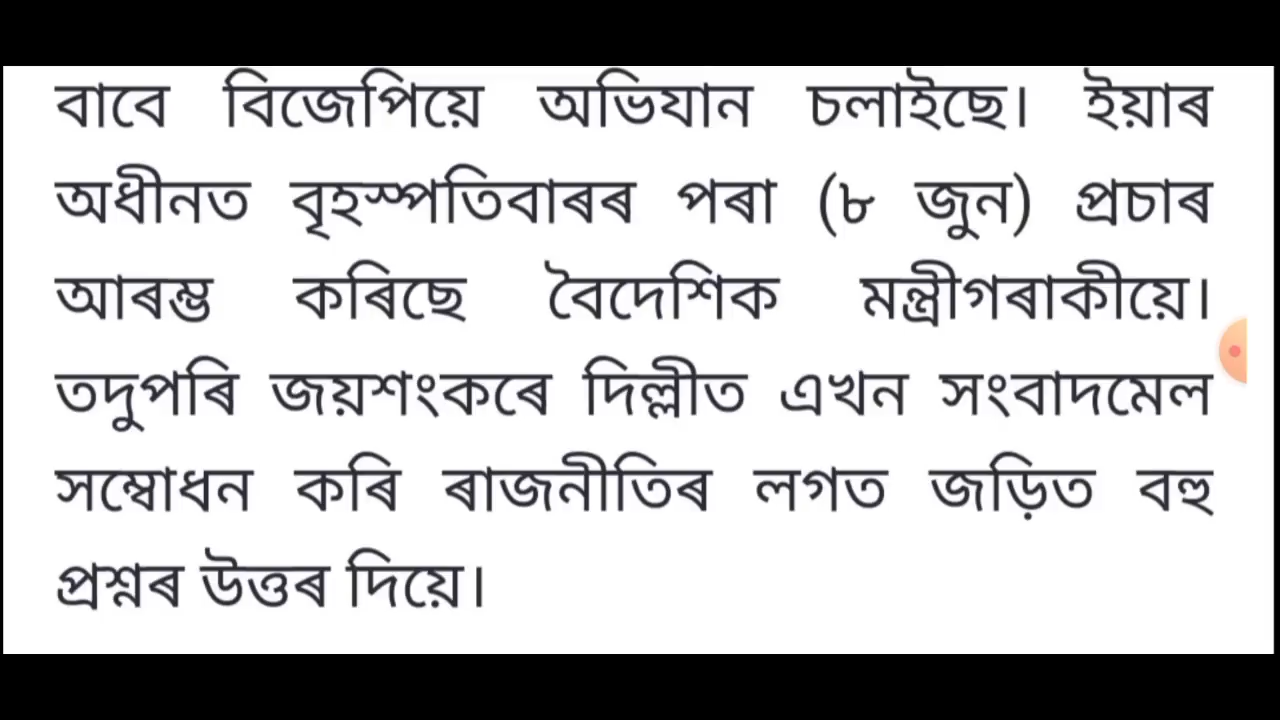 বাবে বিজেপিয়ে অভিযান চলাইছে। ইয়াৰ
অধীনত বৃহস্পতিবাৰৰ পৰা (৮ জুন) প্ৰচাৰ
আৰম্ভ কৰিছে বৈদেশিক মন্ত্ৰীগৰাকীয়ে।
তদুপৰি জয়শংকৰে দিল্লীত এখন সংবাদমেল
সম্বোধন কৰি ৰাজনীতিৰ লগত জড়িত বহু
প্ৰশ্নৰ উত্তৰ দিয়ে।